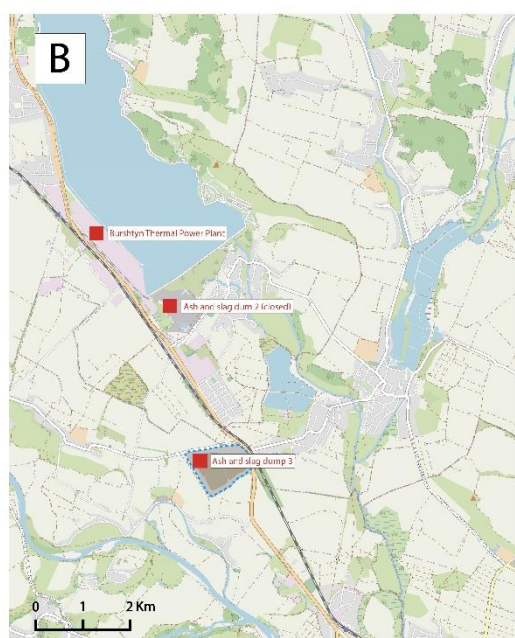 B
Burshtyn Thermal Power Plant
Ash and slag dum 2 (closed)
Ash and slag dump 3
0 1 2 Km